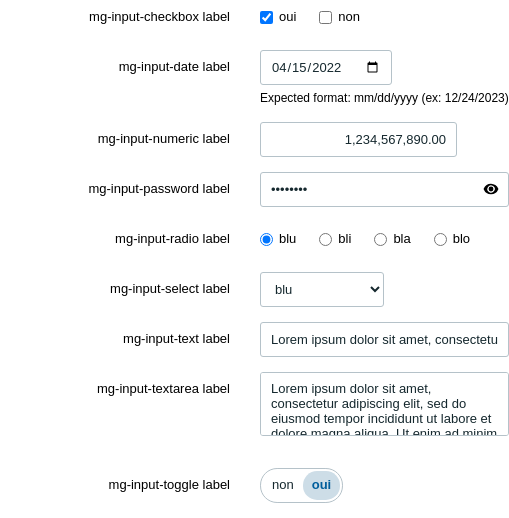 mg-input-checkbox label oui non
mg-input-date label 04/15/2022
Expected format: mm/dd/yyyy (ex: 12/24/2023)
mg-input-numeric label 1,234,567,890.00
mg-input-password label ••••••••
mg-input-radio label blu bli bla blo
mg-input-select label blu
mg-input-text label Lorem ipsum dolor sit amet, consectetu
mg-input-textarea label Lorem ipsum dolor sit amet,
consectetur adipiscing elit, sed do
eiusmod tempor incididunt ut labore et
dolore magna aliqua. Ut enim ad minim
mg-input-toggle label non oui